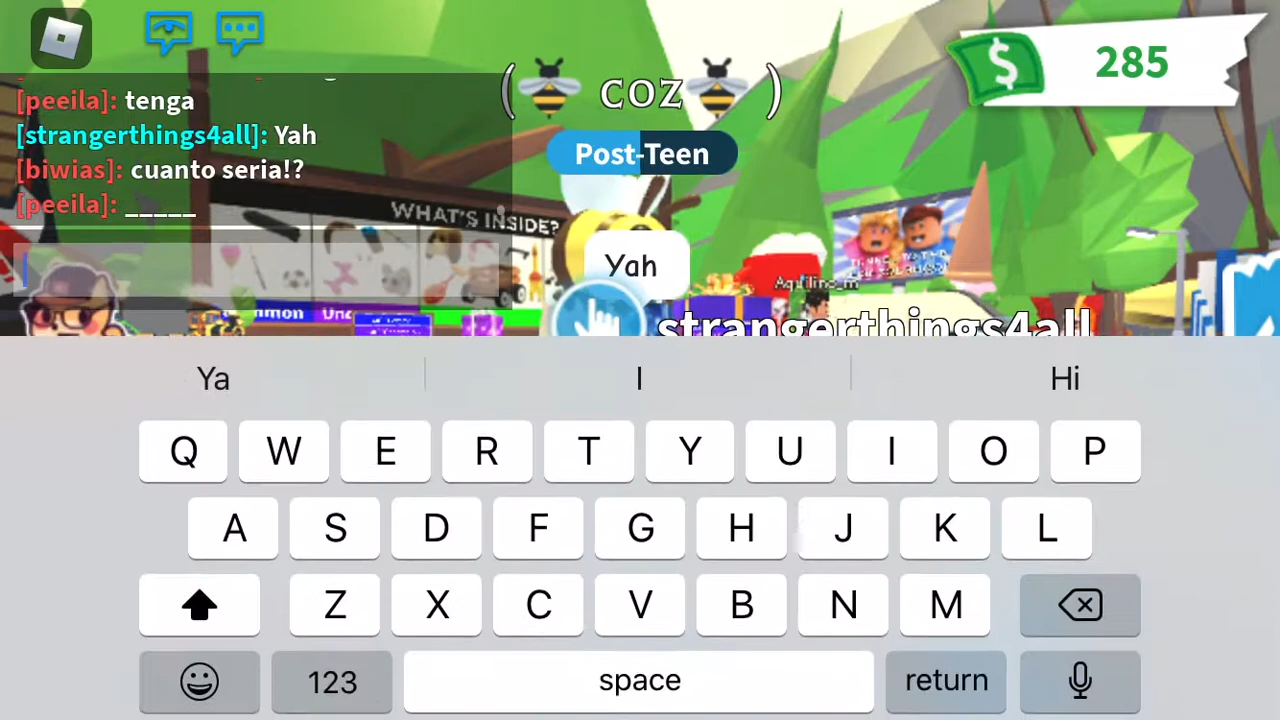 285
( 🐝 COZ 🐝 )
[peeila]: tenga
[strangerthings4all]: Yah
[biwias]: cuanto seria!?
[peeila]: _____
Post-Teen
WHAT'S INSIDE?
Yah
Aquilino_m
strangerthings4all
Ya I Hi
Q W E R T Y U I O P
A S D F G H J K L
Z X C V B N M
123 space return